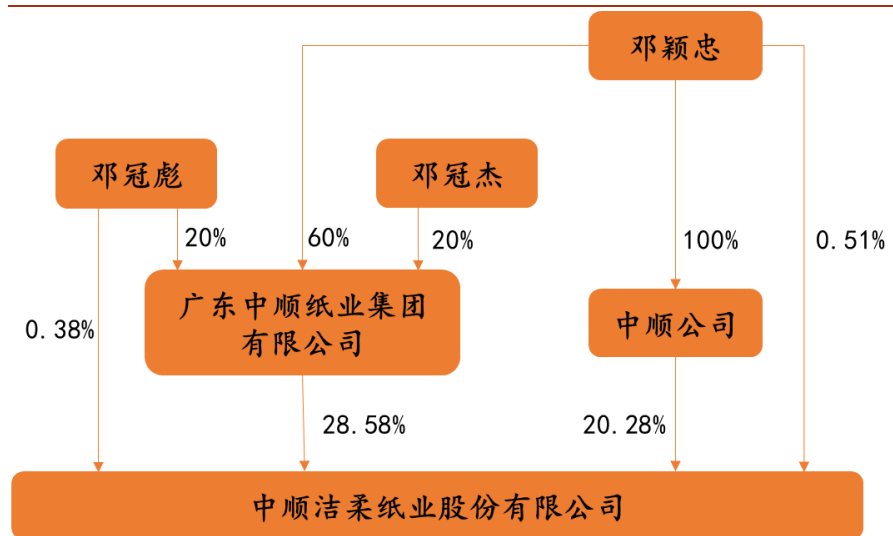 邓颖忠
邓冠彪
邓冠杰
20%
60%
20%
100%
0.51%
广东中顺纸业集团
有限公司
中顺公司
0.38%
28.58%
20.28%
中顺洁柔纸业股份有限公司